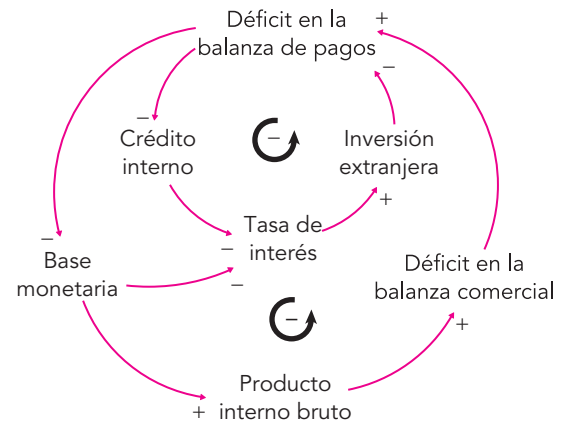 Déficit en la +
balanza de pagos
−
−
Crédito
interno
−
Inversión
extranjera
+
Tasa de
interés
−
−
−
Base
monetaria
Déficit en la
balanza comercial
+
−
Producto
+ interno bruto